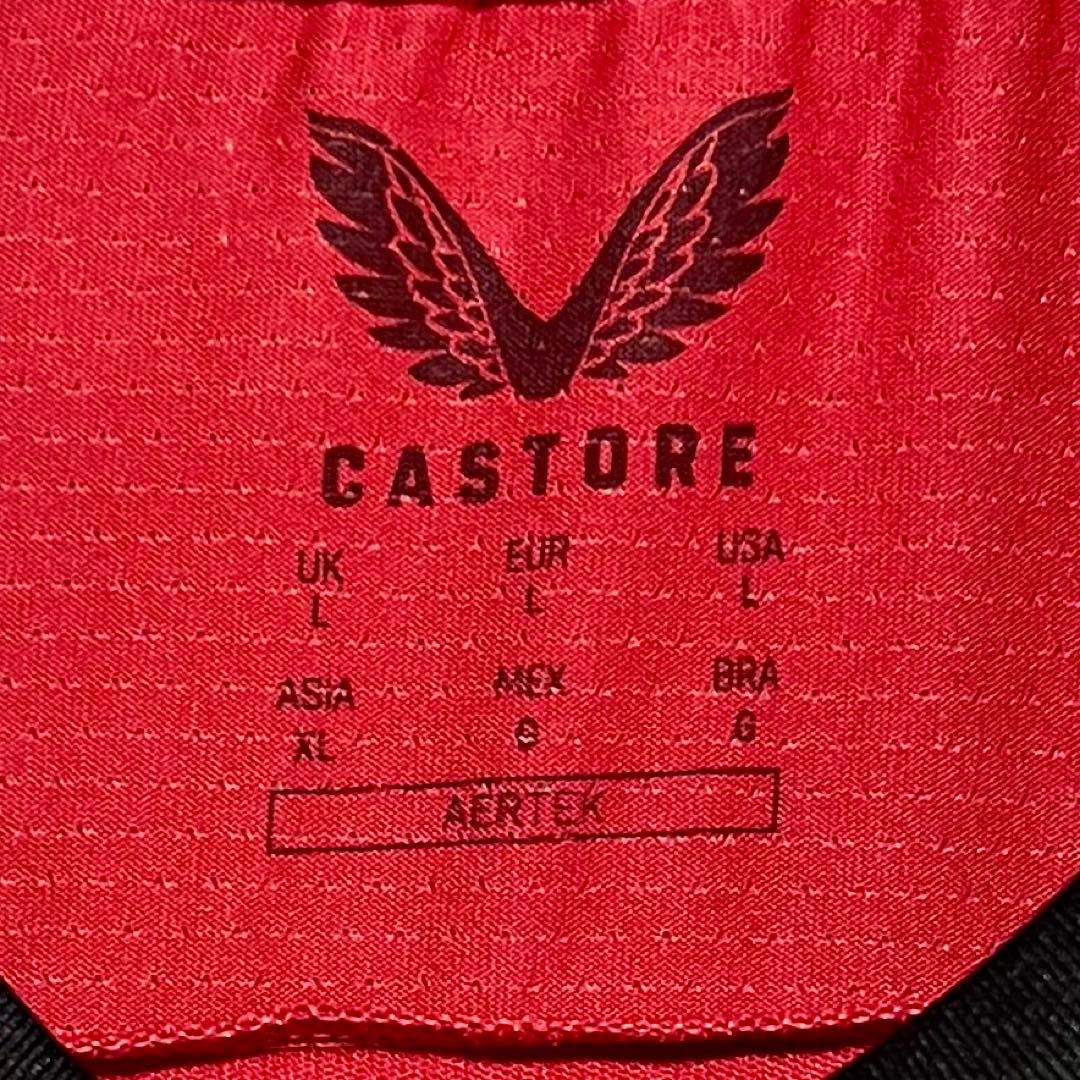 CASTORE
UK EUR USA
L L L
ASIA MEX BRA
XL G G
AERTEK